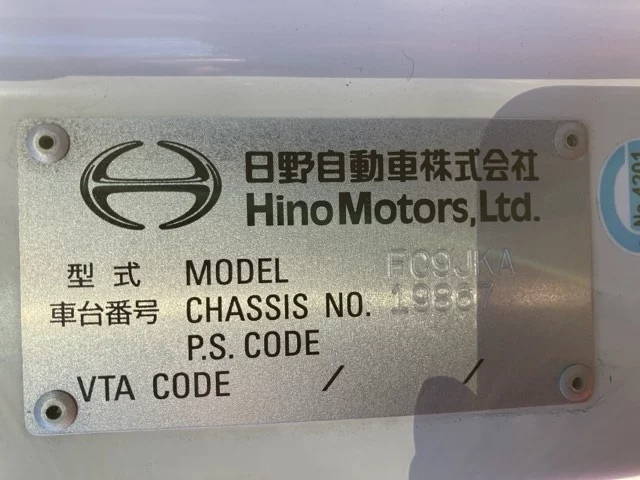 日野自動車株式会社
Hino Motors, Ltd.
型式 MODEL FC9JKA
車台番号 CHASSIS NO. 19887
P.S. CODE
VTA CODE / /